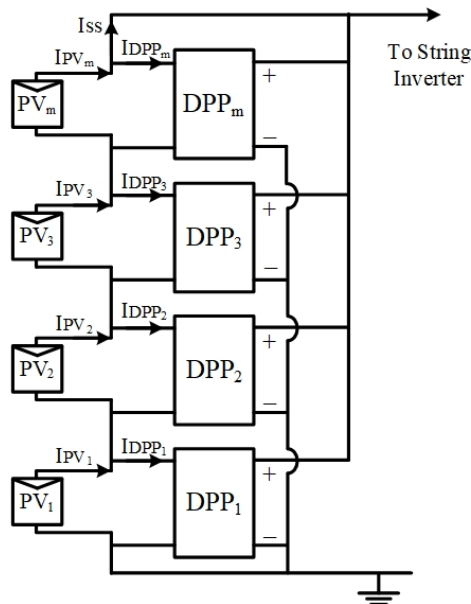 Iss
To String
Inverter
IPVm
IDPPm
PVm
DPPm
+
−
IPV3
IDPP3
PV3
DPP3
+
−
IPV2
IDPP2
PV2
DPP2
+
−
IPV1
IDPP1
PV1
DPP1
+
−